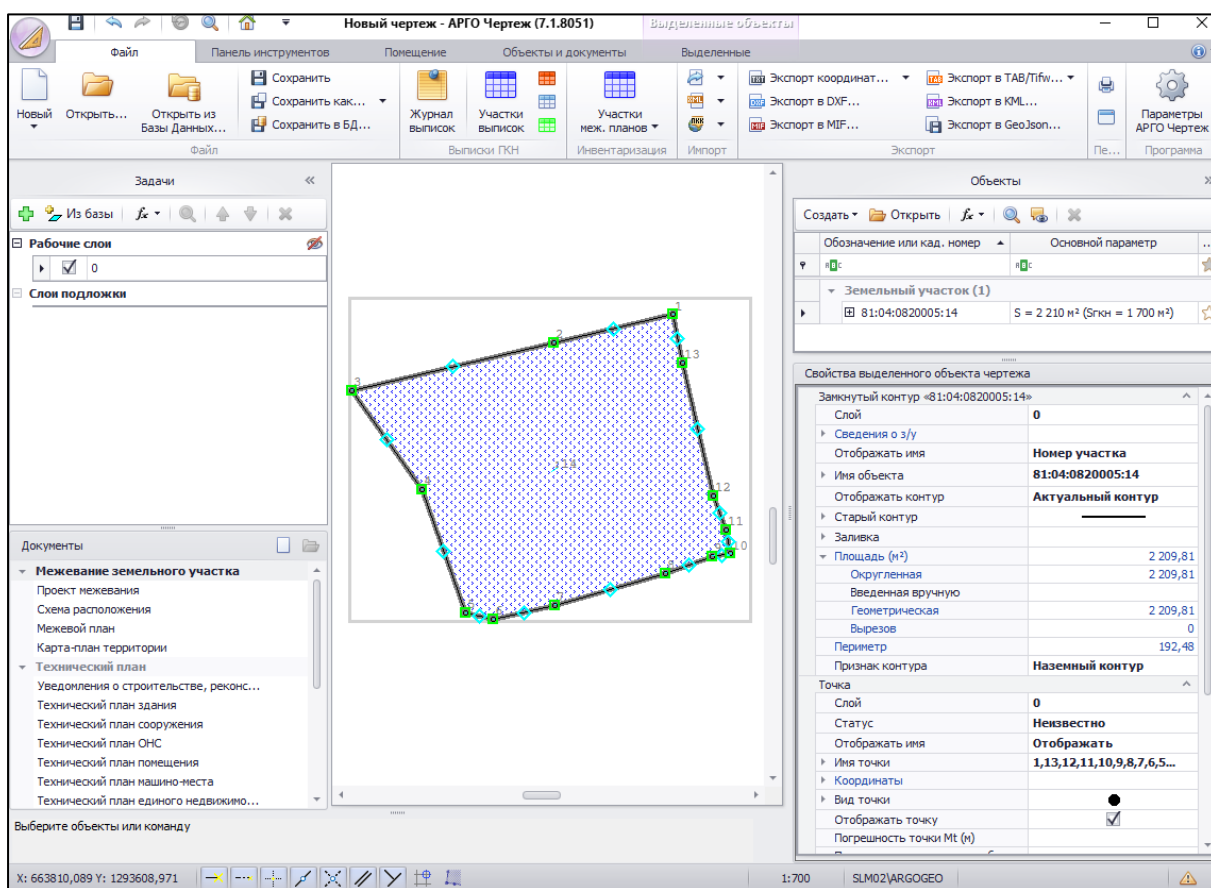 Новый чертеж - АРГО Чертеж (7.1.8051)
Выделенные объекты
Файл
Панель инструментов
Помещение
Объекты и документы
Выделенные
Новый
Открыть...
Открыть из
Базы Данных...
Сохранить
Сохранить как...
Сохранить в БД...
Файл
Журнал
выписок
Участки
выписок
Выписки ГКН
Участки
меж. планов
Инвентаризация
Импорт
Экспорт координат...
Экспорт в DXF...
Экспорт в MIF...
Экспорт в TAB/Tifw...
Экспорт в KML...
Экспорт в GeoJson...
Экспорт
Пе...
Параметры
АРГО Чертеж
Программа
Задачи
Из базы
Рабочие слои
0
Слои подложки
Документы
Межевание земельного участка
Проект межевания
Схема расположения
Межевой план
Карта-план территории
Технический план
Уведомления о строительстве, реконс...
Технический план здания
Технический план сооружения
Технический план ОНС
Технический план помещения
Технический план машино-места
Технический план единого недвижимо...
1
2
3
13
14
4
12
11
10
9
8
7
6
5
Объекты
Создать
Открыть
Обозначение или кад. номер
Основной параметр
...
Земельный участок (1)
81:04:0820005:14
S = 2 210 м² (Sгкн = 1 700 м²)
Свойства выделенного объекта чертежа
Замкнутый контур «81:04:0820005:14»
Слой 0
Сведения о з/у
Отображать имя Номер участка
Имя объекта 81:04:0820005:14
Отображать контур Актуальный контур
Старый контур
Заливка
Площадь (м²) 2 209,81
Округленная 2 209,81
Введенная вручную
Геометрическая 2 209,81
Вырезов 0
Периметр 192,48
Признак контура Наземный контур
Точка
Слой 0
Статус Неизвестно
Отображать имя Отображать
Имя точки 1,13,12,11,10,9,8,7,6,5...
Координаты
Вид точки
Отображать точку
Погрешность точки Mt (м)
Выберите объекты или команду
X: 663810,089 Y: 1293608,971
1:700
SLM02\ARGOGEO